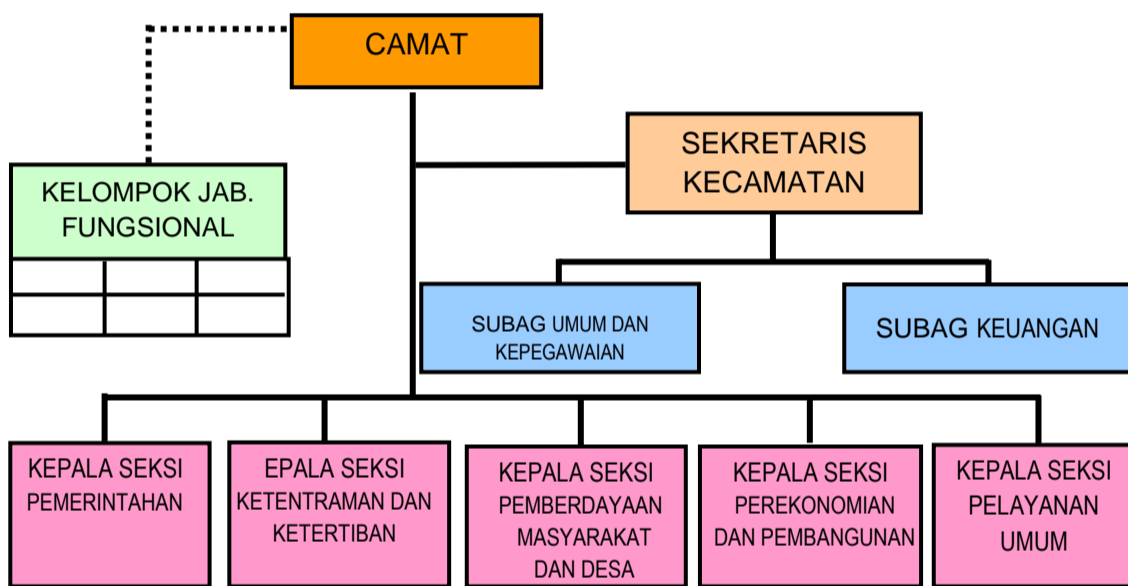 CAMAT
SEKRETARIS
KECAMATAN
KELOMPOK JAB.
FUNGSIONAL
SUBAG UMUM DAN
KEPEGAWAIAN
SUBAG KEUANGAN
KEPALA SEKSI
PEMERINTAHAN
EPALA SEKSI
KETENTRAMAN DAN
KETERTIBAN
KEPALA SEKSI
PEMBERDAYAAN
MASYARAKAT
DAN DESA
KEPALA SEKSI
PEREKONOMIAN
DAN PEMBANGUNAN
KEPALA SEKSI
PELAYANAN
UMUM